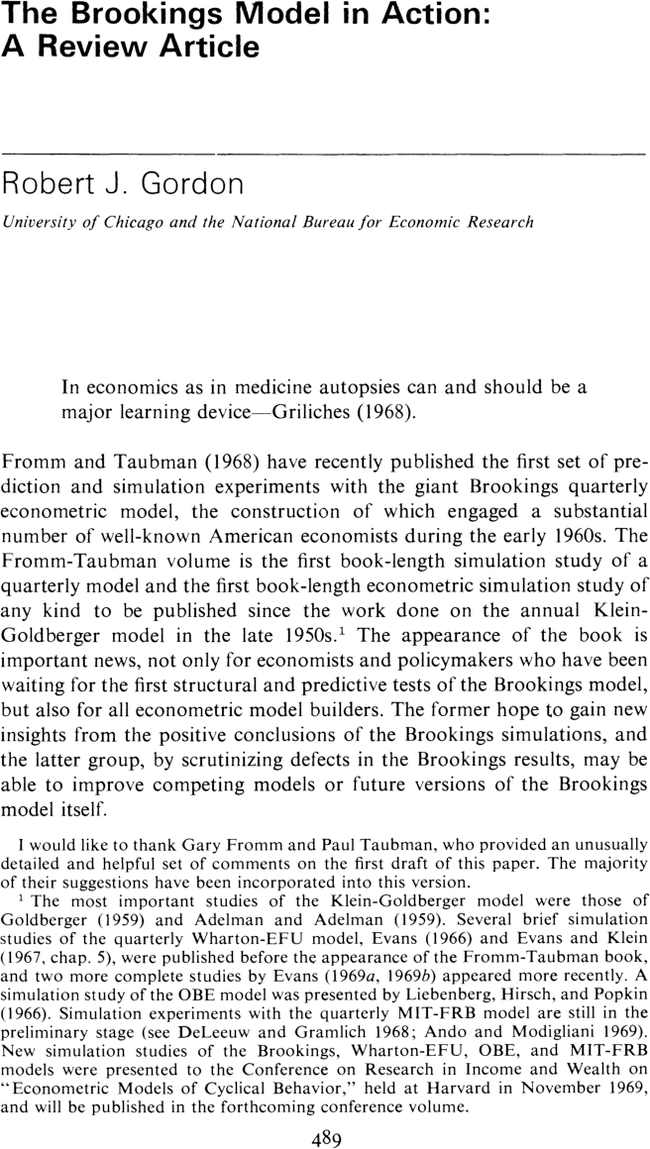 The Brookings Model in Action:
A Review Article
Robert J. Gordon
University of Chicago and the National Bureau for Economic Research
In economics as in medicine autopsies can and should be a
major learning device—Griliches (1968).
Fromm and Taubman (1968) have recently published the first set of pre-
diction and simulation experiments with the giant Brookings quarterly
econometric model, the construction of which engaged a substantial
number of well-known American economists during the early 1960s. The
Fromm-Taubman volume is the first book-length simulation study of a
quarterly model and the first book-length econometric simulation study of
any kind to be published since the work done on the annual Klein-
Goldberger model in the late 1950s.¹ The appearance of the book is
important news, not only for economists and policymakers who have been
waiting for the first structural and predictive tests of the Brookings model,
but also for all econometric model builders. The former hope to gain new
insights from the positive conclusions of the Brookings simulations, and
the latter group, by scrutinizing defects in the Brookings results, may be
able to improve competing models or future versions of the Brookings
model itself.
I would like to thank Gary Fromm and Paul Taubman, who provided an unusually
detailed and helpful set of comments on the first draft of this paper. The majority
of their suggestions have been incorporated into this version.
¹ The most important studies of the Klein-Goldberger model were those of
Goldberger (1959) and Adelman and Adelman (1959). Several brief simulation
studies of the quarterly Wharton-EFU model, Evans (1966) and Evans and Klein
(1967, chap. 5), were published before the appearance of the Fromm-Taubman book,
and two more complete studies by Evans (1969a, 1969b) appeared more recently. A
simulation study of the OBE model was presented by Liebenberg, Hirsch, and Popkin
(1966). Simulation experiments with the quarterly MIT-FRB model are still in the
preliminary stage (see DeLeeuw and Gramlich 1968; Ando and Modigliani 1969).
New simulation studies of the Brookings, Wharton-EFU, OBE, and MIT-FRB
models were presented to the Conference on Research in Income and Wealth on
“Econometric Models of Cyclical Behavior,” held at Harvard in November 1969,
and will be published in the forthcoming conference volume.
489